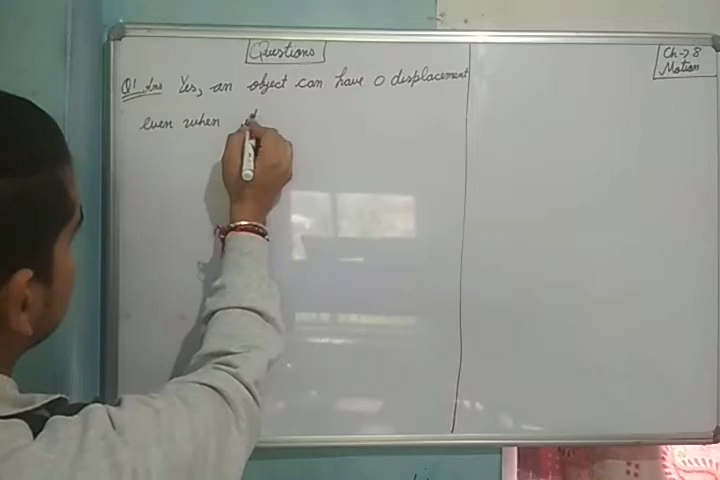 Questions
Ch→8
Motion
Q1 Ans Yes, an object can have 0 displacement
even when